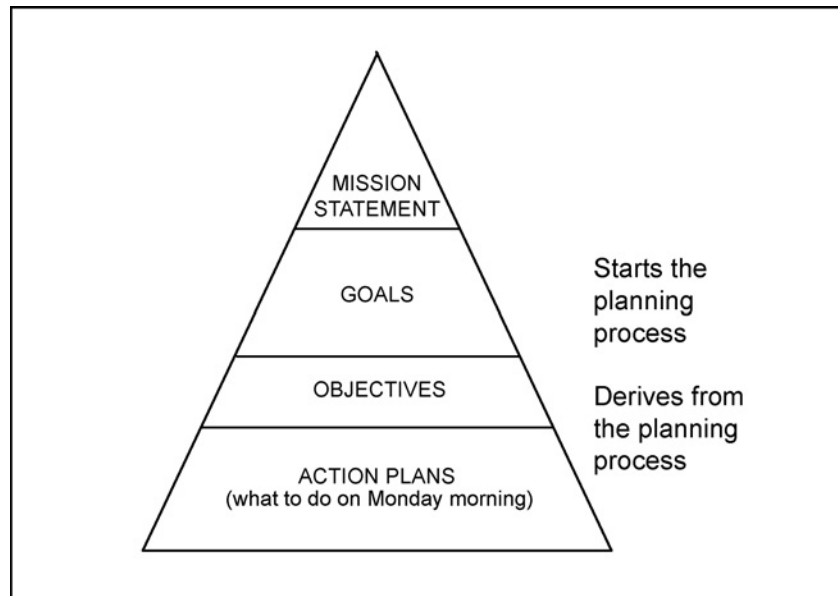 MISSION
STATEMENT
GOALS
Starts the
planning
process
OBJECTIVES
Derives from
the planning
process
ACTION PLANS
(what to do on Monday morning)